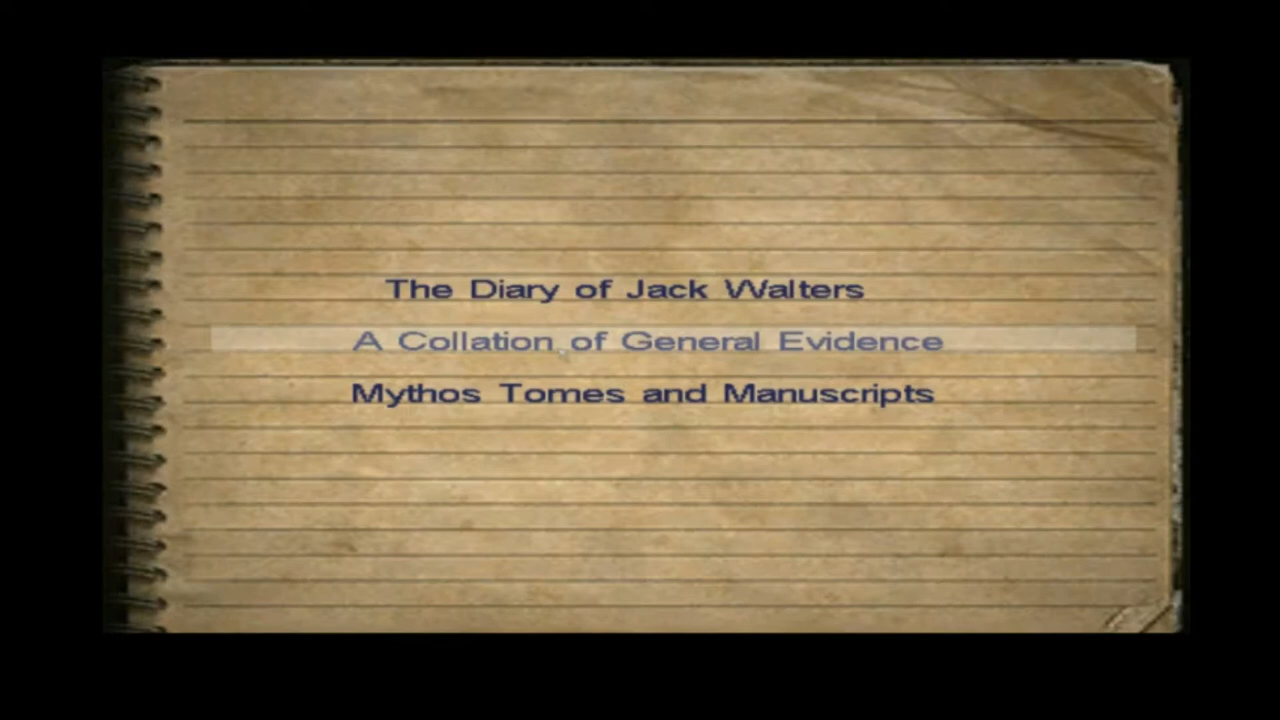 The Diary of Jack Walters
A Collation of General Evidence
Mythos Tomes and Manuscripts